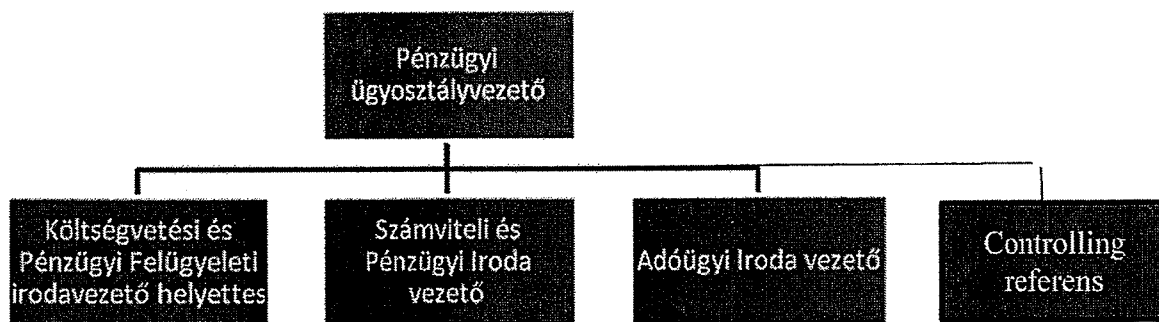 Pénzügyi
ügyosztályvezető
Költségvetési és
Pénzügyi Felügyeleti
irodavezető helyettes
Számviteli és
Pénzügyi Iroda
vezető
Adóügyi Iroda vezető
Controlling
referens